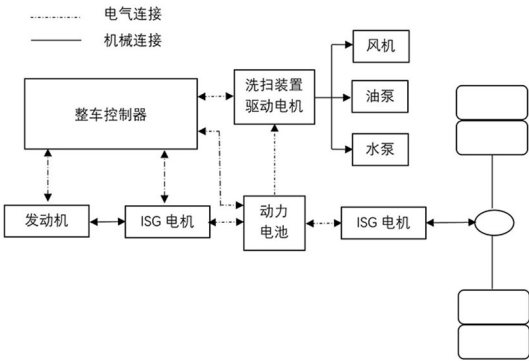 电气连接
机械连接
整车控制器
洗扫装置
驱动电机
风机
油泵
水泵
发动机
ISG 电机
动力
电池
ISG 电机